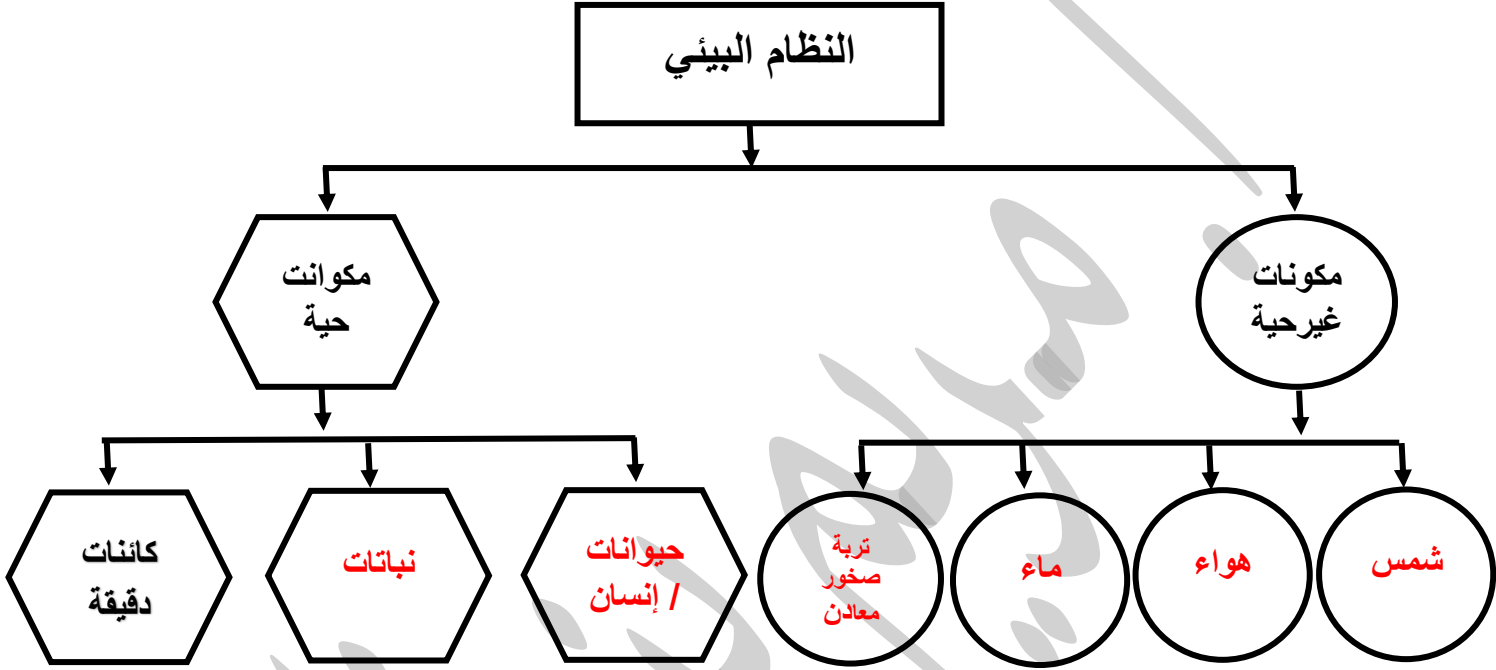 النظام البيئي
مكونات
غيرحية
مكوانت
حية
شمس
هواء
ماء
تربة
صخور
معادن
حيوانات
/ إنسان
نباتات
كائنات
دقيقة